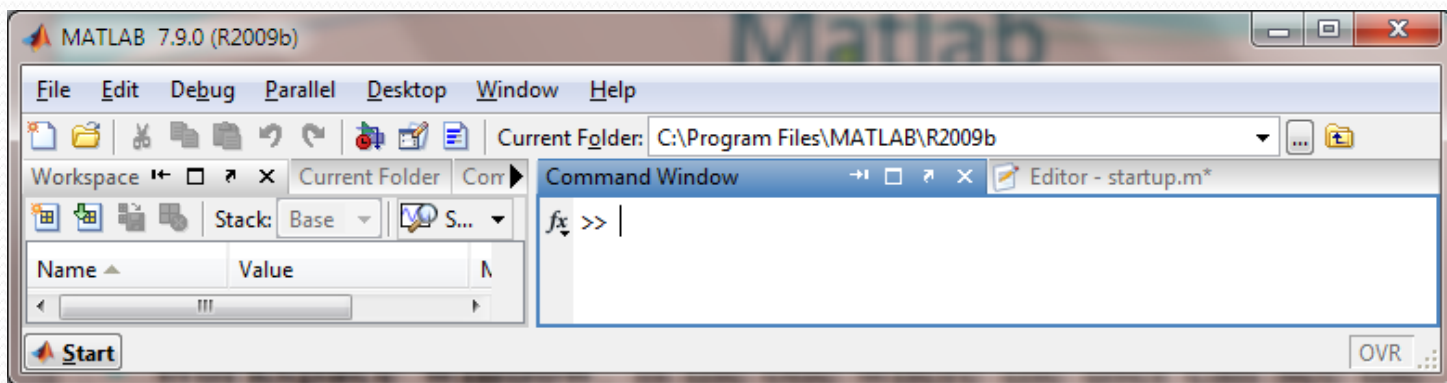 Matlab
MATLAB 7.9.0 (R2009b)
File Edit Debug Parallel Desktop Window Help
Current Folder: C:\Program Files\MATLAB\R2009b ...
Workspace Current Folder Command Window Editor - startup.m*
Stack: Base S... fx >>
Name Value
Start OVR